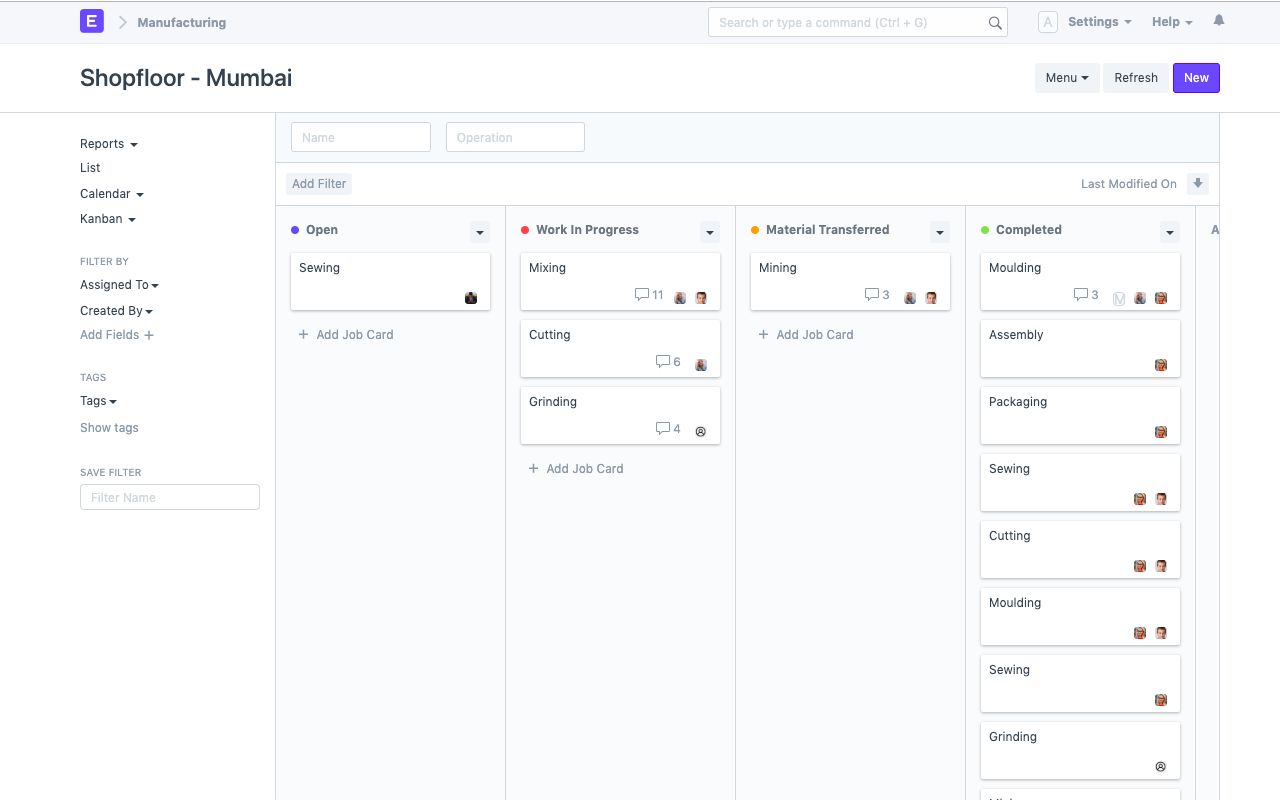 E Manufacturing Search or type a command (Ctrl + G) A Settings Help
Shopfloor - Mumbai Menu Refresh New
Reports
List
Calendar
Kanban
FILTER BY
Assigned To
Created By
Add Fields +
TAGS
Tags
Show tags
SAVE FILTER
Filter Name
Name Operation
Add Filter Last Modified On
Open
Sewing
+ Add Job Card
Work In Progress
Mixing
11
Cutting
6
Grinding
4
+ Add Job Card
Material Transferred
Mining
3
+ Add Job Card
Completed
Moulding
3 M
Assembly
Packaging
Sewing
Cutting
Moulding
Sewing
Grinding
A